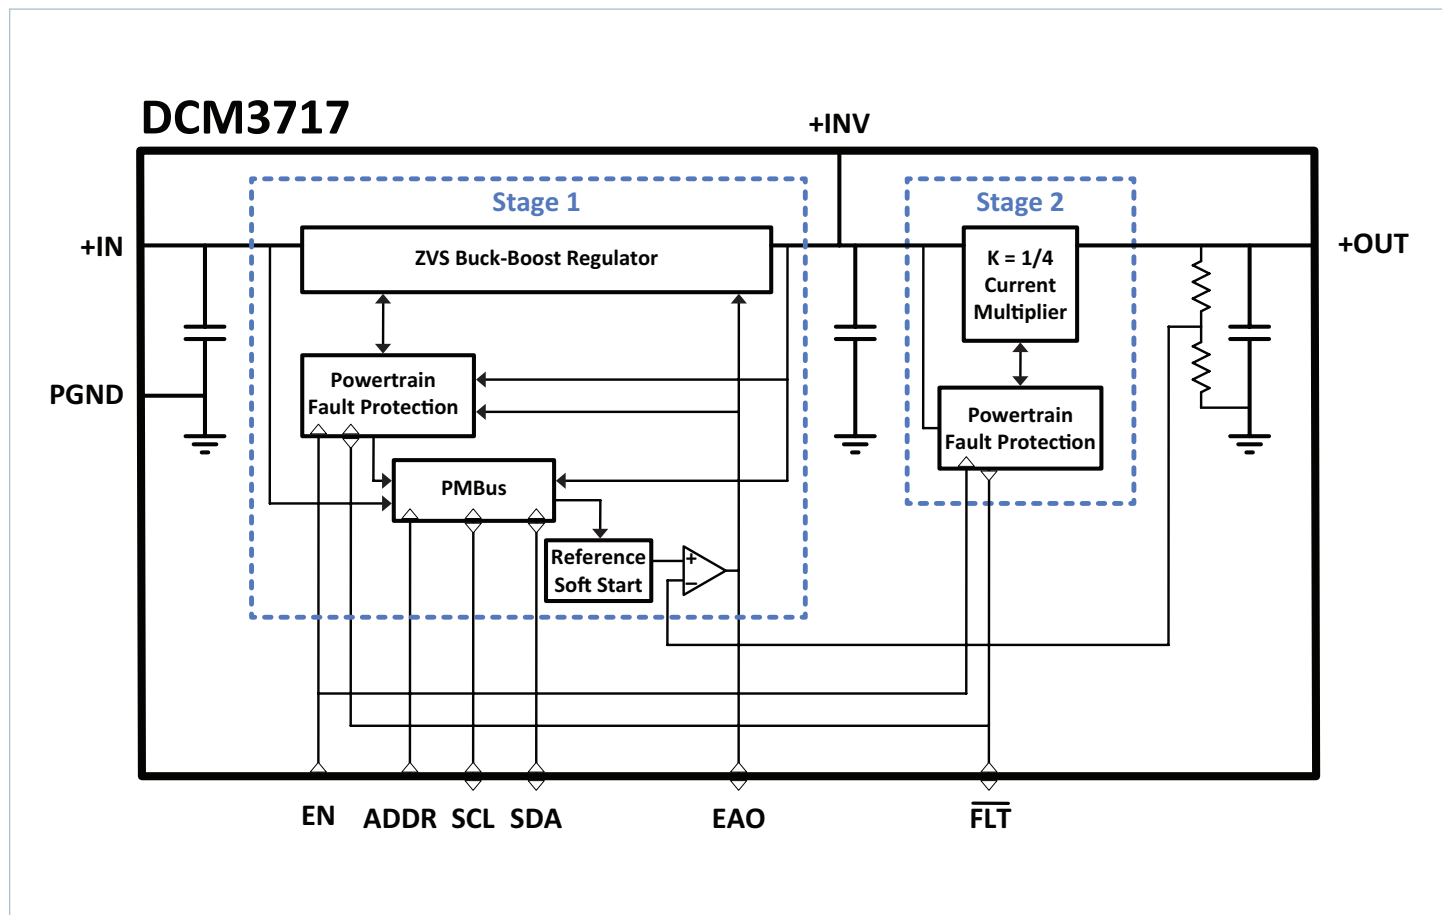 DCM3717
+INV
Stage 1
Stage 2
+IN
ZVS Buck-Boost Regulator
K = 1/4
Current
Multiplier
+OUT
PGND
Powertrain
Fault Protection
Powertrain
Fault Protection
PMBus
Reference
Soft Start
+
−
EN
ADDR
SCL
SDA
EAO
FLT